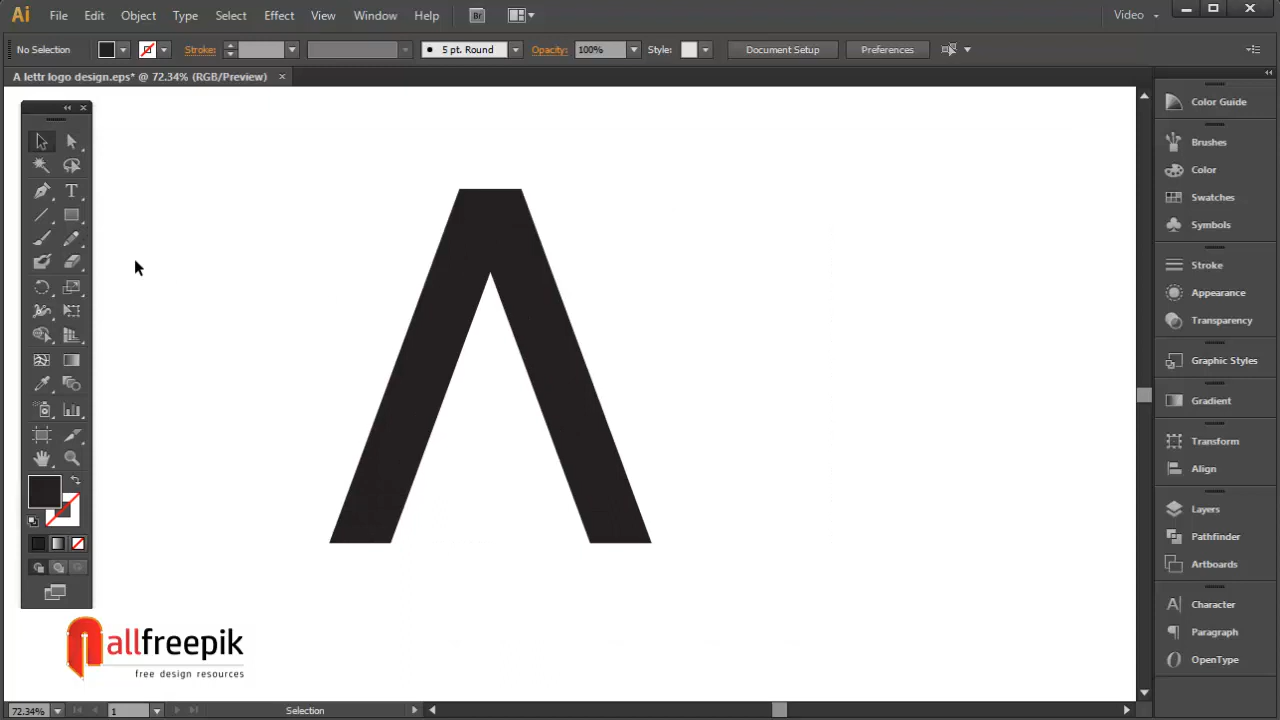 Ai File Edit Object Type Select Effect View Window Help Br Video
No Selection Stroke: 5 pt. Round Opacity: 100% Style: Document Setup Preferences
A lettr logo design.eps* @ 72.34% (RGB/Preview)
Color Guide
Brushes
Color
Swatches
Symbols
Stroke
Appearance
Transparency
Graphic Styles
Gradient
Transform
Align
Layers
Pathfinder
Artboards
Character
Paragraph
OpenType
allfreepik
free design resources
72.34% 1 Selection